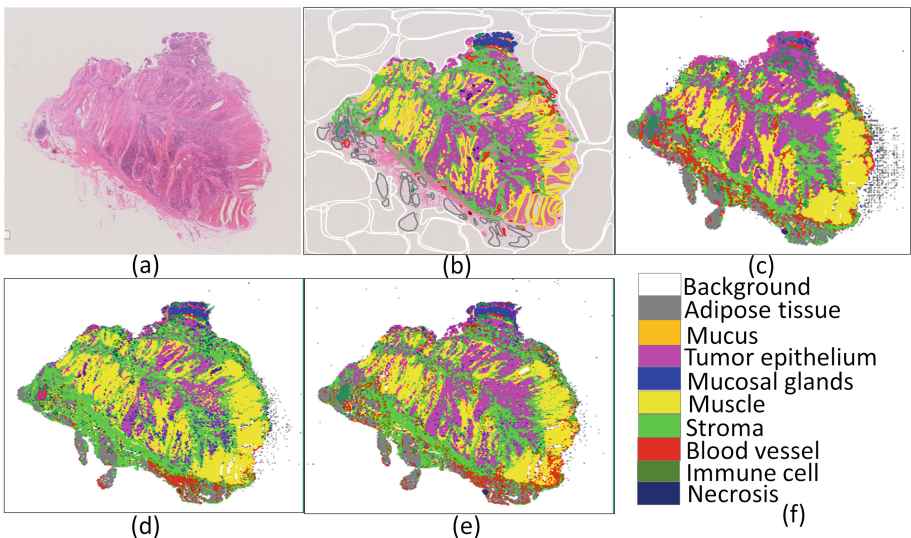 (a)
(b)
(c)
(d)
(e)
Background
Adipose tissue
Mucus
Tumor epithelium
Mucosal glands
Muscle
Stroma
Blood vessel
Immune cell
Necrosis
(f)